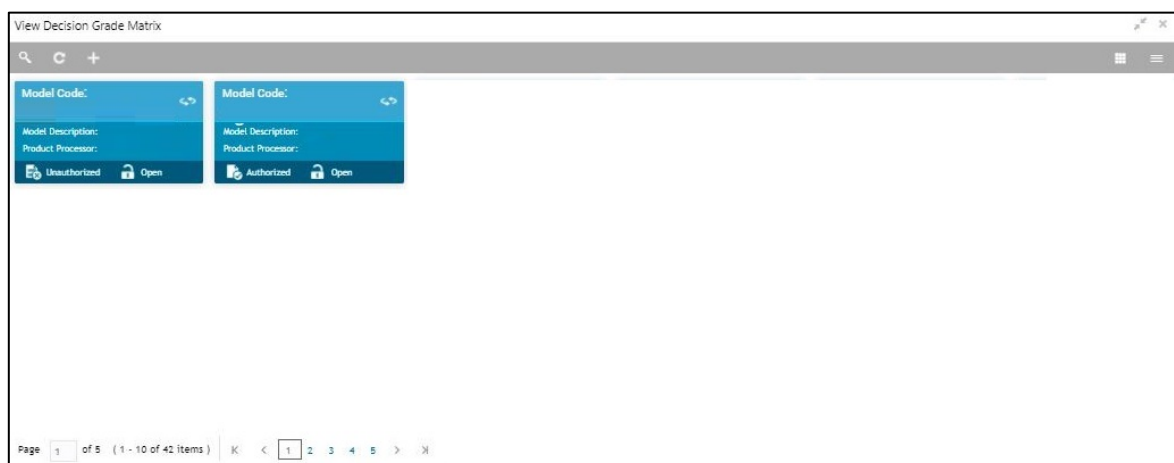 View Decision Grade Matrix
Model Code:
Model Description:
Product Processor:
Unauthorized Open
Model Code:
Model Description:
Product Processor:
Authorized Open
Page 1 of 5 ( 1 - 10 of 42 items ) K < 1 2 3 4 5 > >|